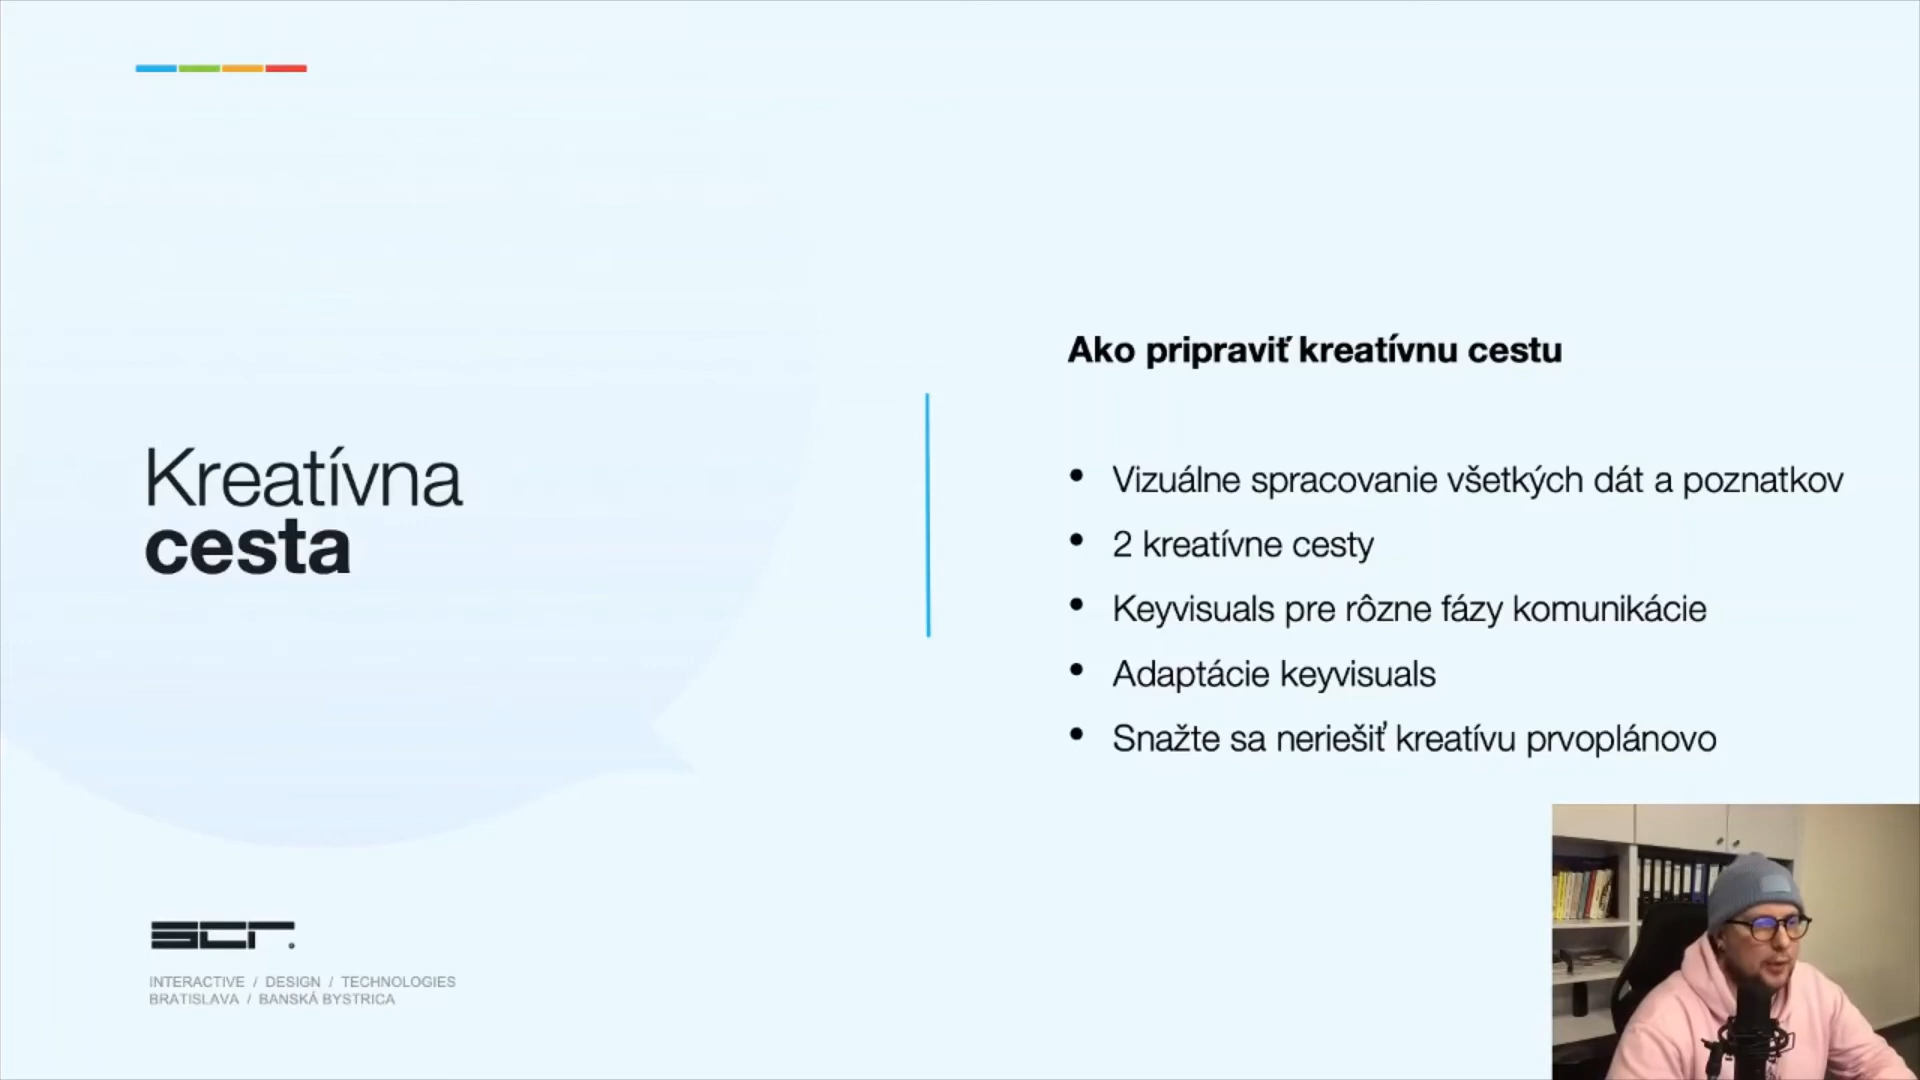 Kreatívna
cesta
Ako pripraviť kreatívnu cestu
• Vizuálne spracovanie všetkých dát a poznatkov
• 2 kreatívne cesty
• Keyvisuals pre rôzne fázy komunikácie
• Adaptácie keyvisuals
• Snažte sa neriešiť kreatívu prvoplánovo
scr.
INTERACTIVE / DESIGN / TECHNOLOGIES
BRATISLAVA / BANSKÁ BYSTRICA